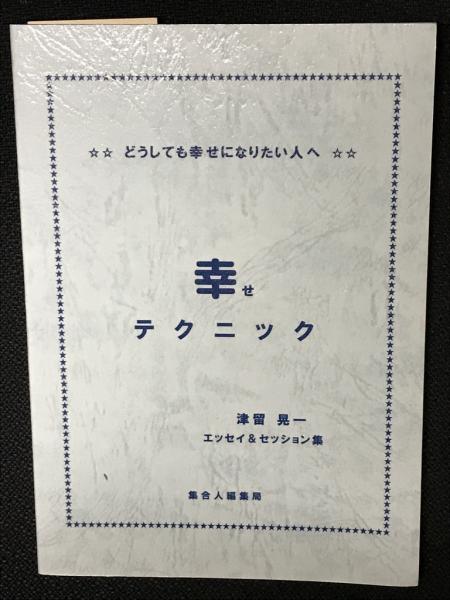 ☆☆ どうしても幸せになりたい人へ ☆☆
幸せ
テクニック
津留 晃一
エッセイ&セッション集
集合人編集局